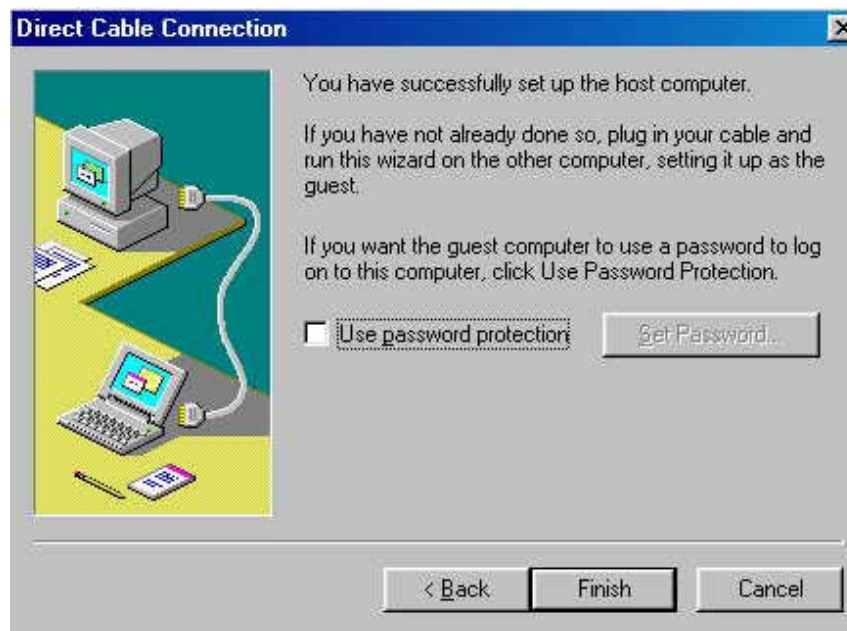 Direct Cable Connection
You have successfully set up the host computer.
If you have not already done so, plug in your cable and
run this wizard on the other computer, setting it up as the
guest.
If you want the guest computer to use a password to log
on to this computer, click Use Password Protection.
Use password protection
Set Password...
< Back
Finish
Cancel